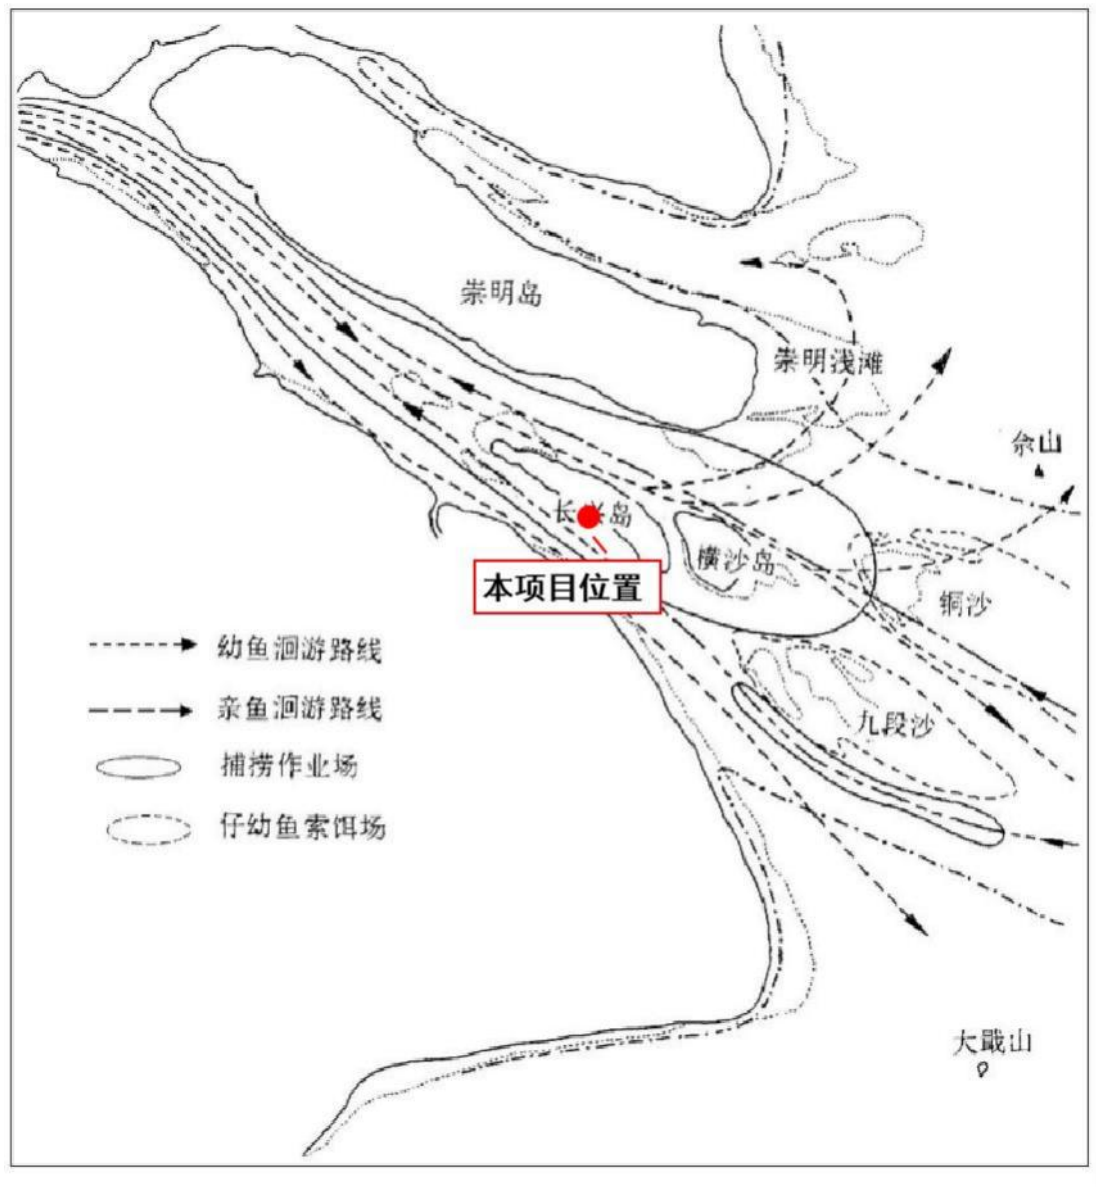 崇明岛
崇明浅滩
佘山
长兴岛
横沙岛
铜沙
本项目位置
九段沙
幼鱼洄游路线
亲鱼洄游路线
捕捞作业场
仔幼鱼索饵场
大戢山